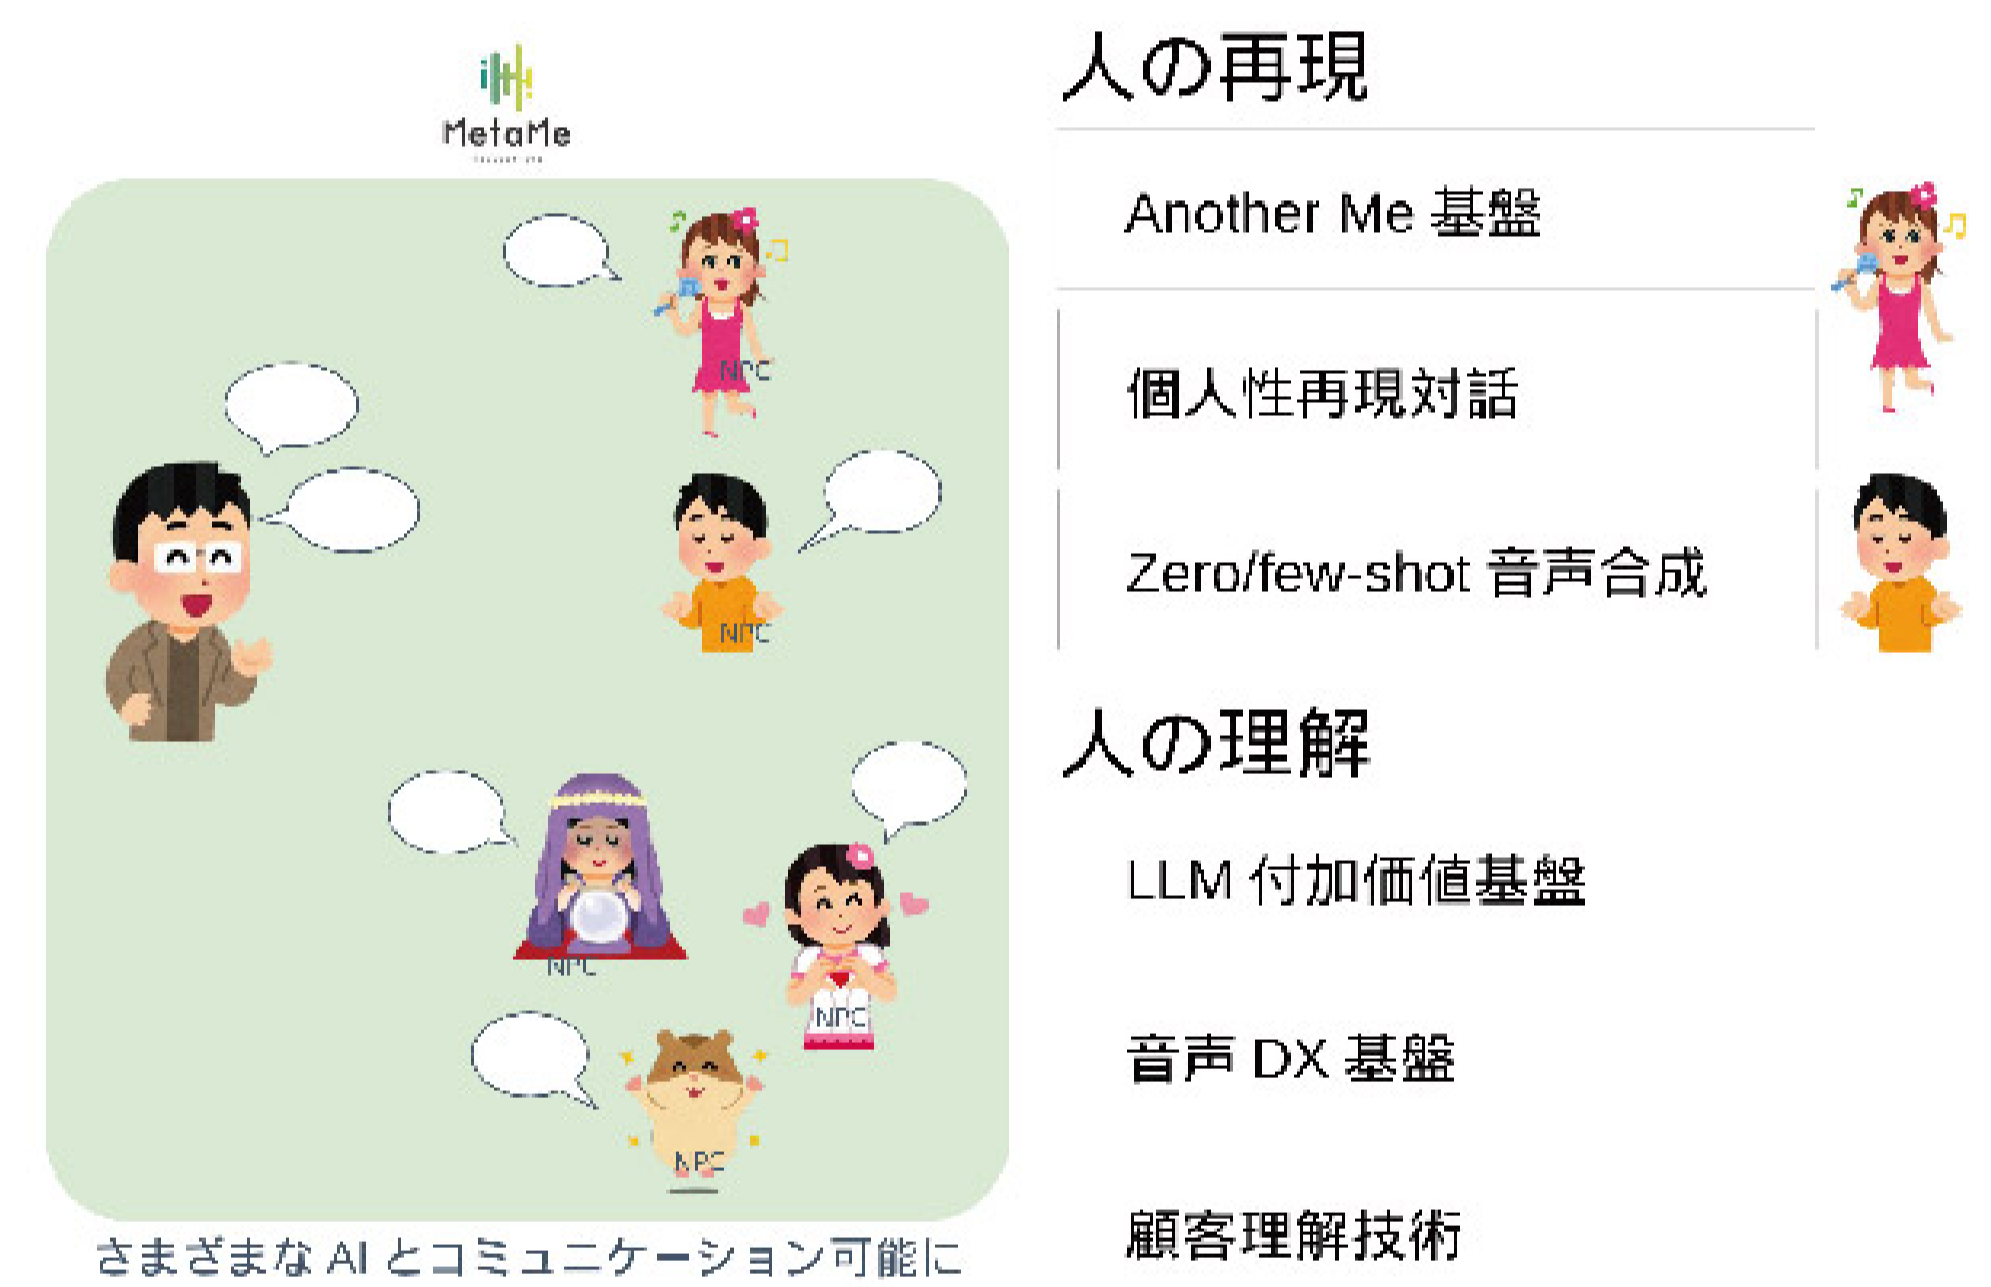 MetaMe
NPC
NPC
NPC
NPC
NPC
さまざまな AI とコミュニケーション可能に
人の再現
Another Me 基盤
個人性再現対話
Zero/few-shot 音声合成
人の理解
LLM 付加価値基盤
音声 DX 基盤
顧客理解技術